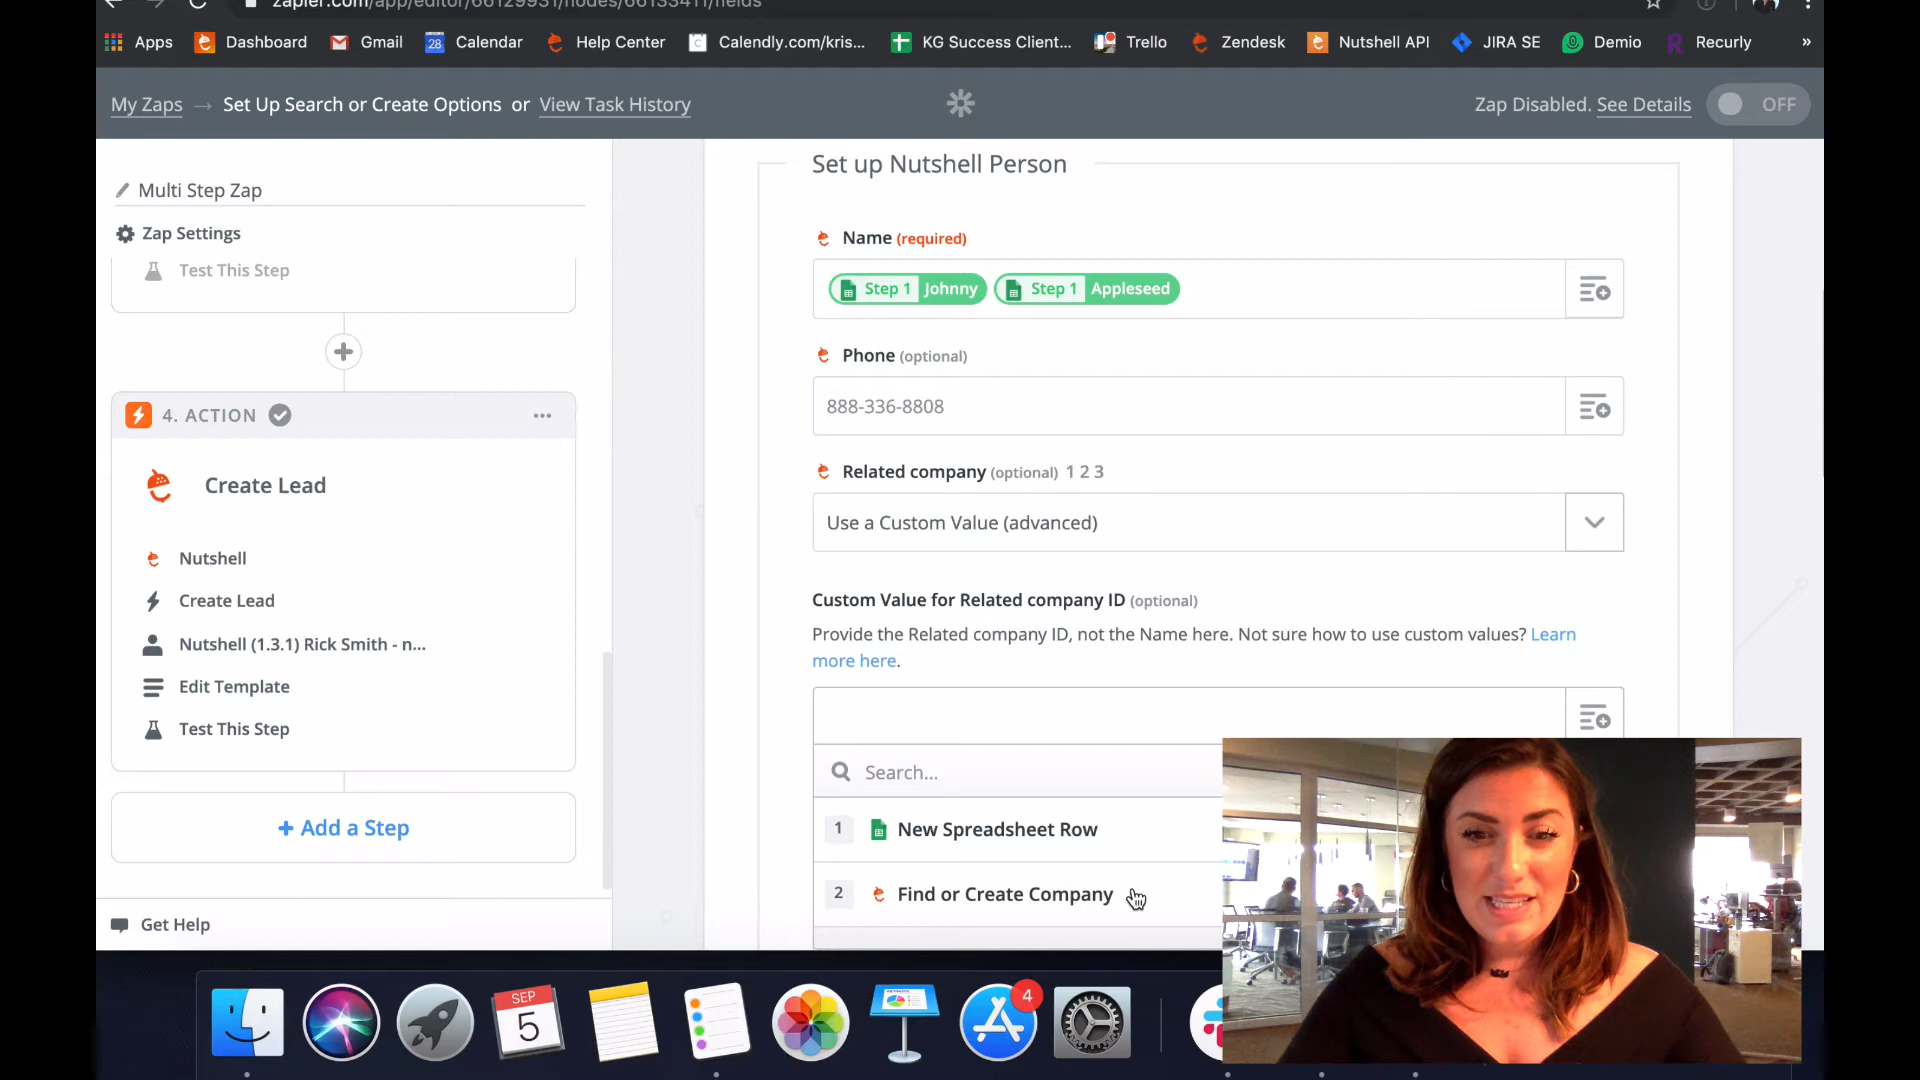 zapier.com/app/editor/66129931/nodes/66133411/fields
Apps Dashboard Gmail 28 Calendar Help Center Calendly.com/kris... KG Success Client... Trello Zendesk Nutshell API JIRA SE Demio Recurly »
My Zaps → Set Up Search or Create Options or View Task History
Zap Disabled. See Details OFF
Multi Step Zap
Zap Settings
Test This Step
4. ACTION
Create Lead
Nutshell
Create Lead
Nutshell (1.3.1) Rick Smith - n...
Edit Template
Test This Step
+ Add a Step
Get Help
Set up Nutshell Person
Name (required)
Step 1 Johnny Step 1 Appleseed
Phone (optional)
888-336-8808
Related company (optional) 1 2 3
Use a Custom Value (advanced)
Custom Value for Related company ID (optional)
Provide the Related company ID, not the Name here. Not sure how to use custom values? Learn
more here.
Search...
1 New Spreadsheet Row
2 Find or Create Company
SEP
5
4